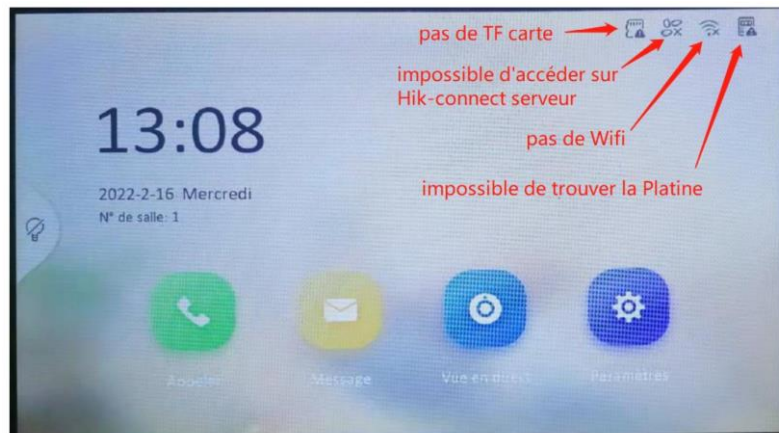 pas de TF carte
impossible d'accéder sur
Hik-connect serveur
pas de Wifi
impossible de trouver la Platine
13:08
2022-2-16 Mercredi
N° de salle: 1
Appeler
Message
Vue en direct
Paramètres